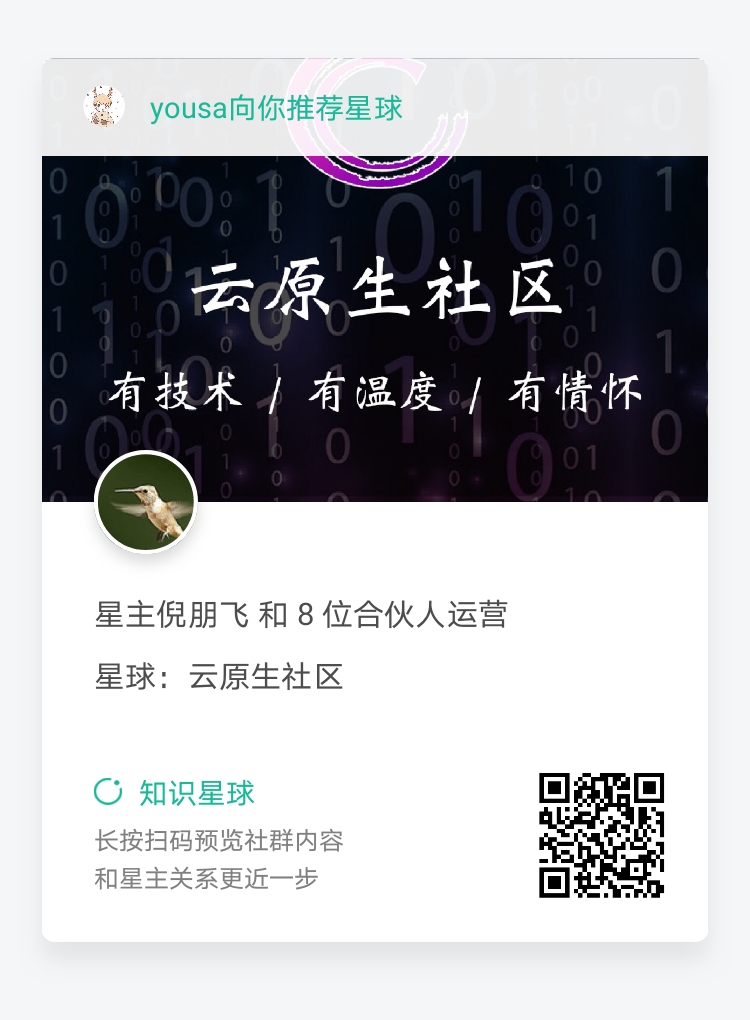 yousa向你推荐星球
云原生社区
有技术 / 有温度 / 有情怀
星主倪朋飞 和 8 位合伙人运营
星球：云原生社区
知识星球
长按扫码预览社群内容
和星主关系更近一步